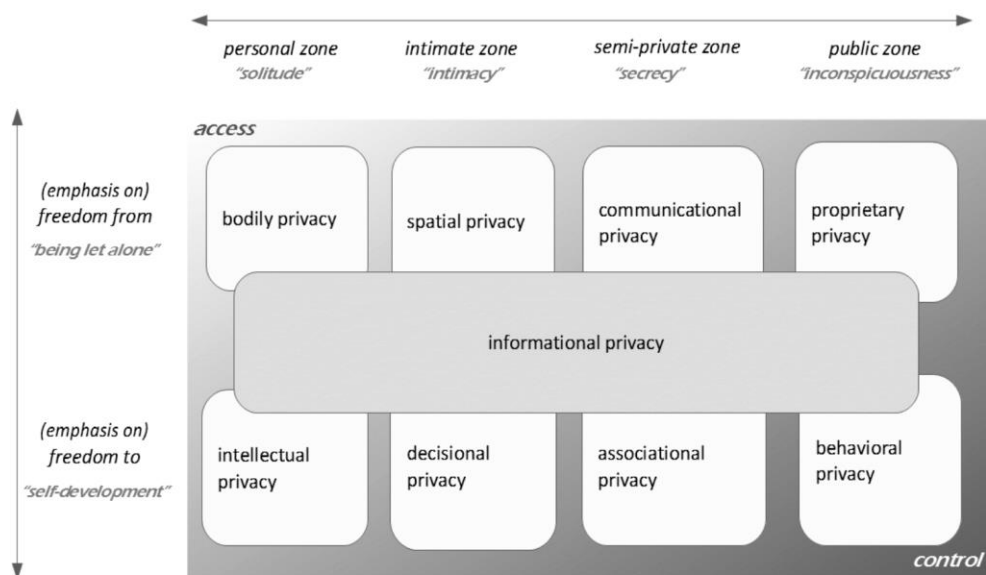 personal zone intimate zone semi-private zone public zone
"solitude" "intimacy" "secrecy" "inconspicuousness"
access
(emphasis on)
freedom from
"being let alone"
bodily privacy
spatial privacy
communicational
privacy
proprietary
privacy
informational privacy
(emphasis on)
freedom to
"self-development"
intellectual
privacy
decisional
privacy
associational
privacy
behavioral
privacy
control